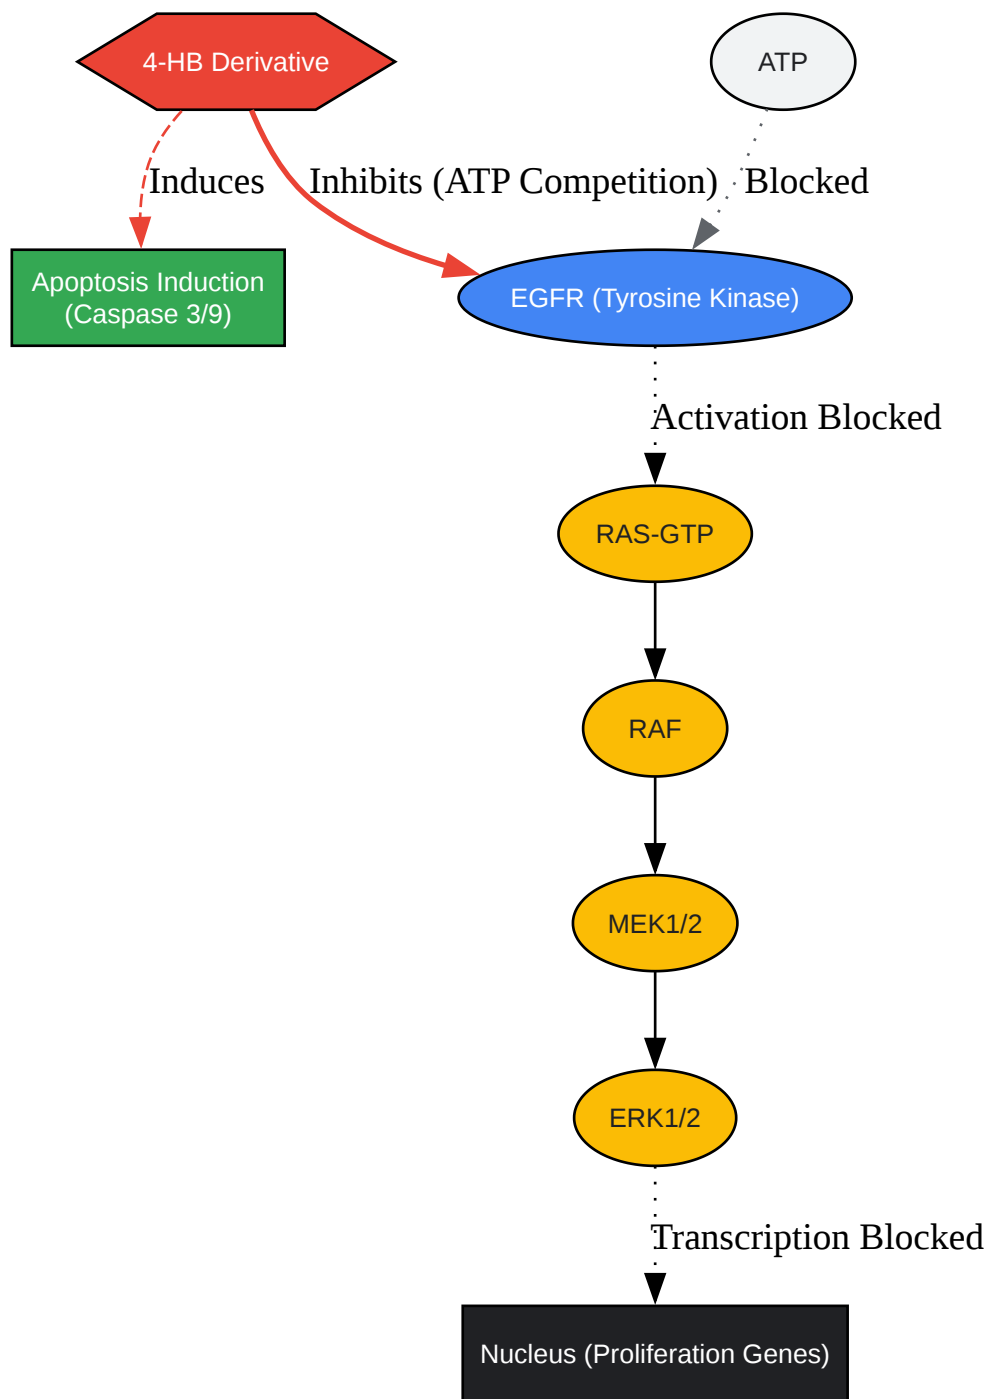 4-HB Derivative
ATP
Induces
Inhibits (ATP Competition)
Blocked
Apoptosis Induction
(Caspase 3/9)
EGFR (Tyrosine Kinase)
Activation Blocked
RAS-GTP
RAF
MEK1/2
ERK1/2
Transcription Blocked
Nucleus (Proliferation Genes)